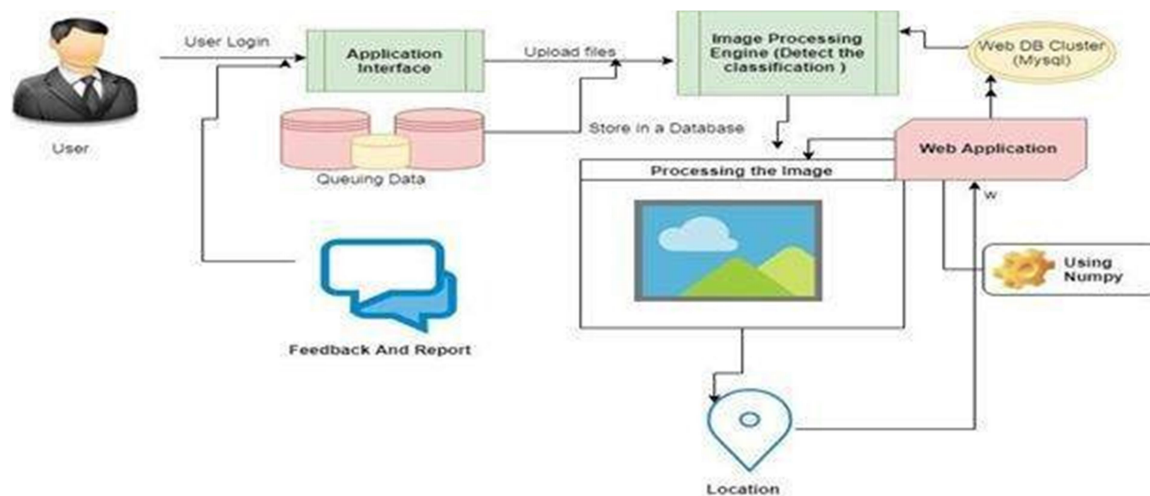 User Login
User
Application
Interface
Upload files
Image Processing
Engine (Detect the
classification )
Web DB Cluster
(Mysql)
Queuing Data
Store in a Database
Web Application
Processing the Image
w
Using
Numpy
Feedback And Report
Location